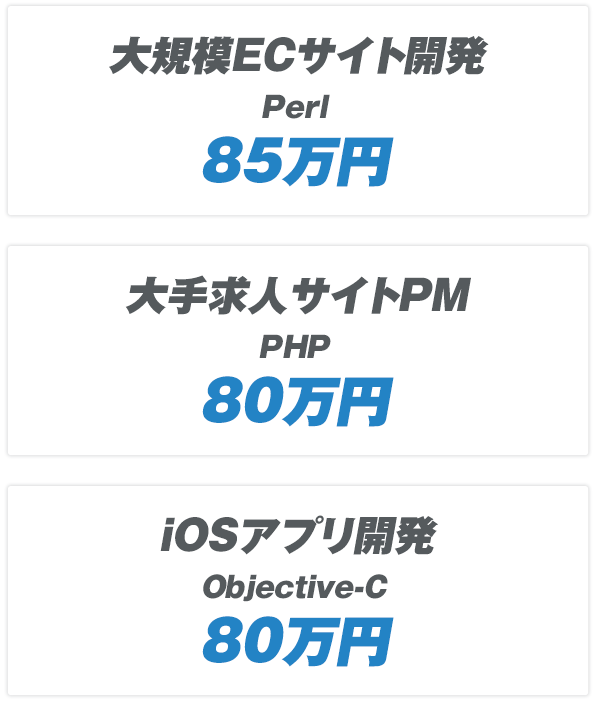 大規模ECサイト開発
Perl
85万円
大手求人サイトPM
PHP
80万円
iOSアプリ開発
Objective-C
80万円